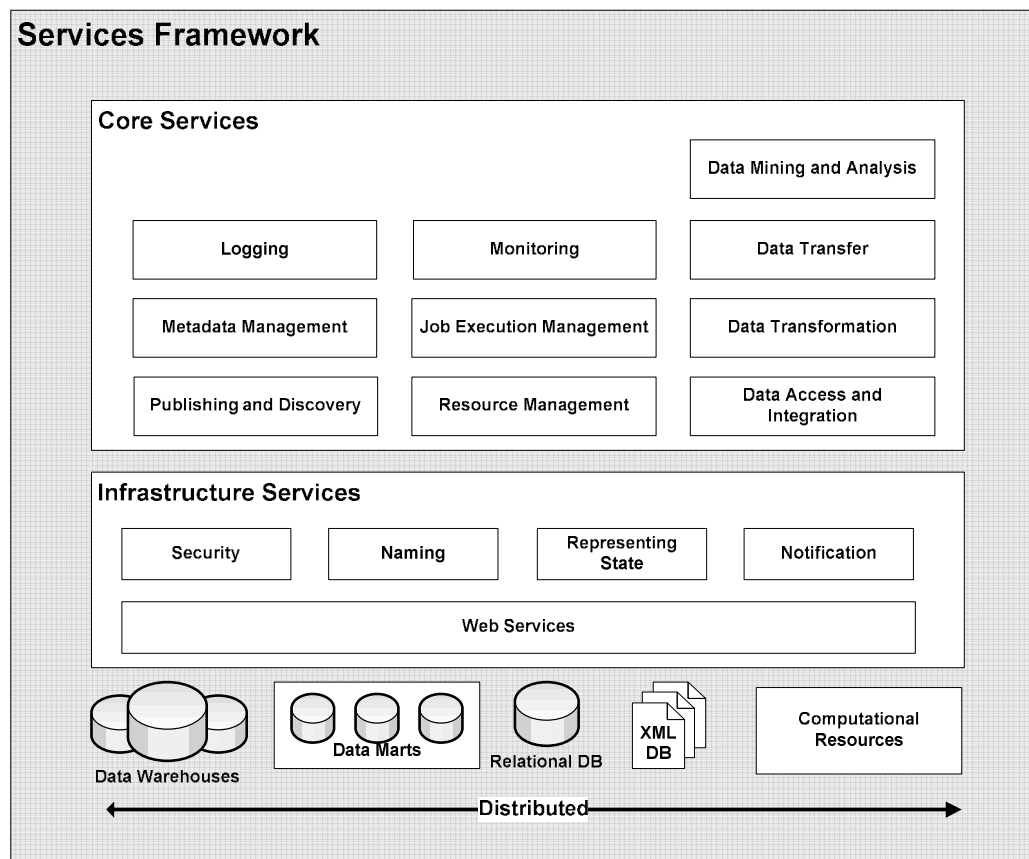 Services Framework
Core Services
Data Mining and Analysis
Logging
Monitoring
Data Transfer
Metadata Management
Job Execution Management
Data Transformation
Publishing and Discovery
Resource Management
Data Access and
Integration
Infrastructure Services
Security
Naming
Representing
State
Notification
Web Services
Data Warehouses
Data Marts
Relational DB
XML
DB
Computational
Resources
Distributed